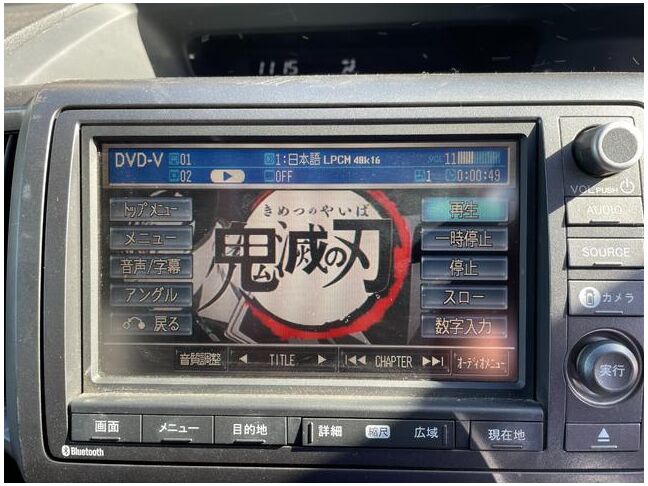 11:15
DVD-V 01 1:日本語 LPCM 48k16 VOL 11
02 OFF 1 0:00:49
トップメニュー
メニュー
音声/字幕
アングル
戻る
きめつのやいば
鬼滅の刃
再生
一時停止
停止
スロー
数字入力
音質調整 TITLE CHAPTER オーディオメニュー
VOL PUSH
AUDIO
SOURCE
カメラ
実行
画面 メニュー 目的地 詳細 縮尺 広域 現在地
Bluetooth